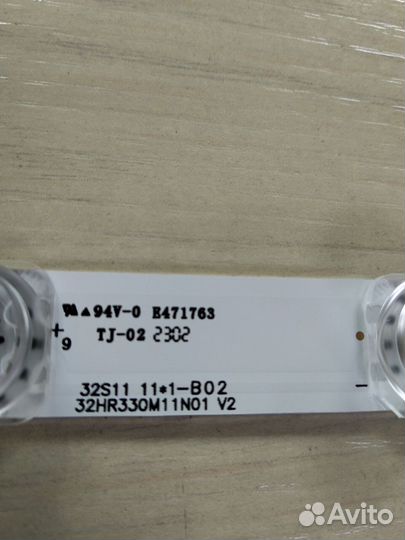 ▲94V-0 E471763
+
9 TJ-02 2302
32S11 11*1-B02 -
32HR330M11N01 V2
Avito